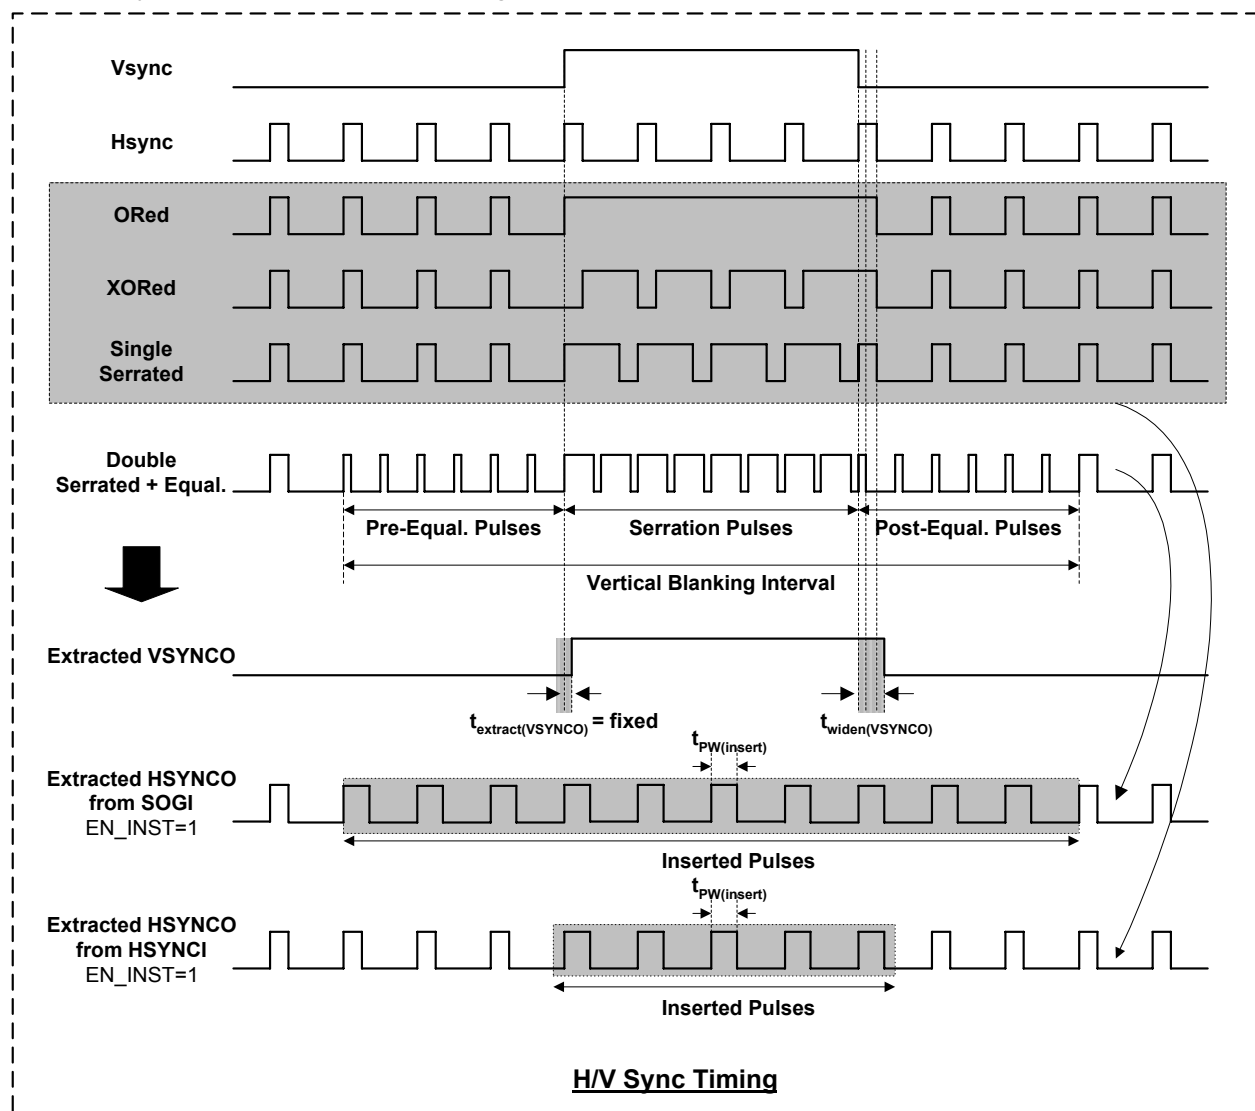 Vsync
Hsync
ORed
XORed
Single
Serrated
Double
Serrated + Equal.
Pre-Equal. Pulses
Serration Pulses
Post-Equal. Pulses
Vertical Blanking Interval
Extracted VSYNCO
textract(VSYNCO) = fixed
twiden(VSYNCO)
tPW(insert)
Extracted HSYNCO
from SOGI
EN_INST=1
Inserted Pulses
tPW(insert)
Extracted HSYNCO
from HSYNCI
EN_INST=1
Inserted Pulses
H/V Sync Timing